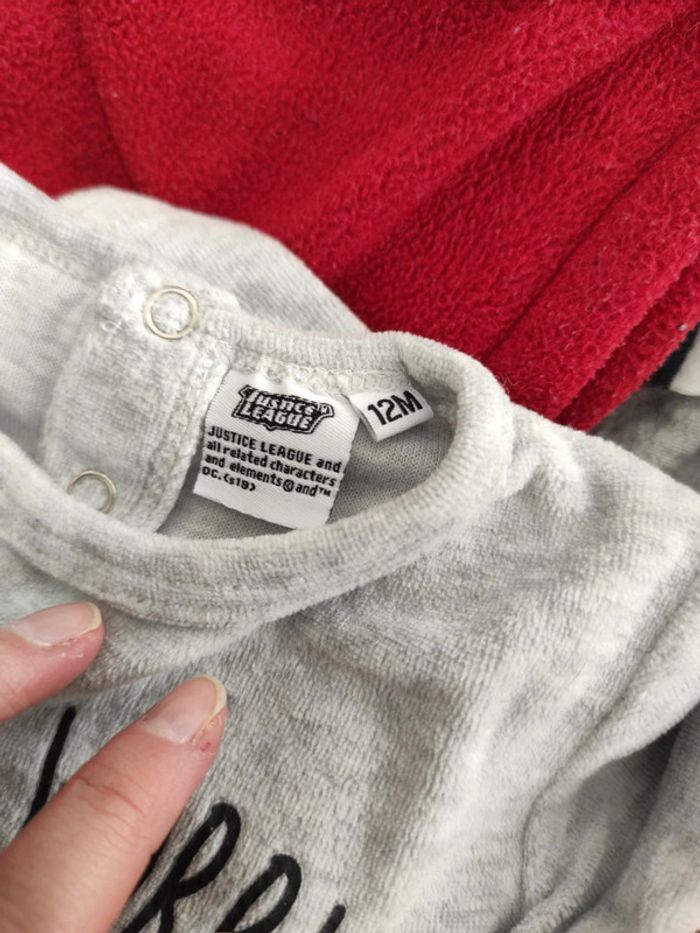 Justice
LEAGUE
12M
JUSTICE LEAGUE and
all related characters
and elements © and™
DC. (s19)